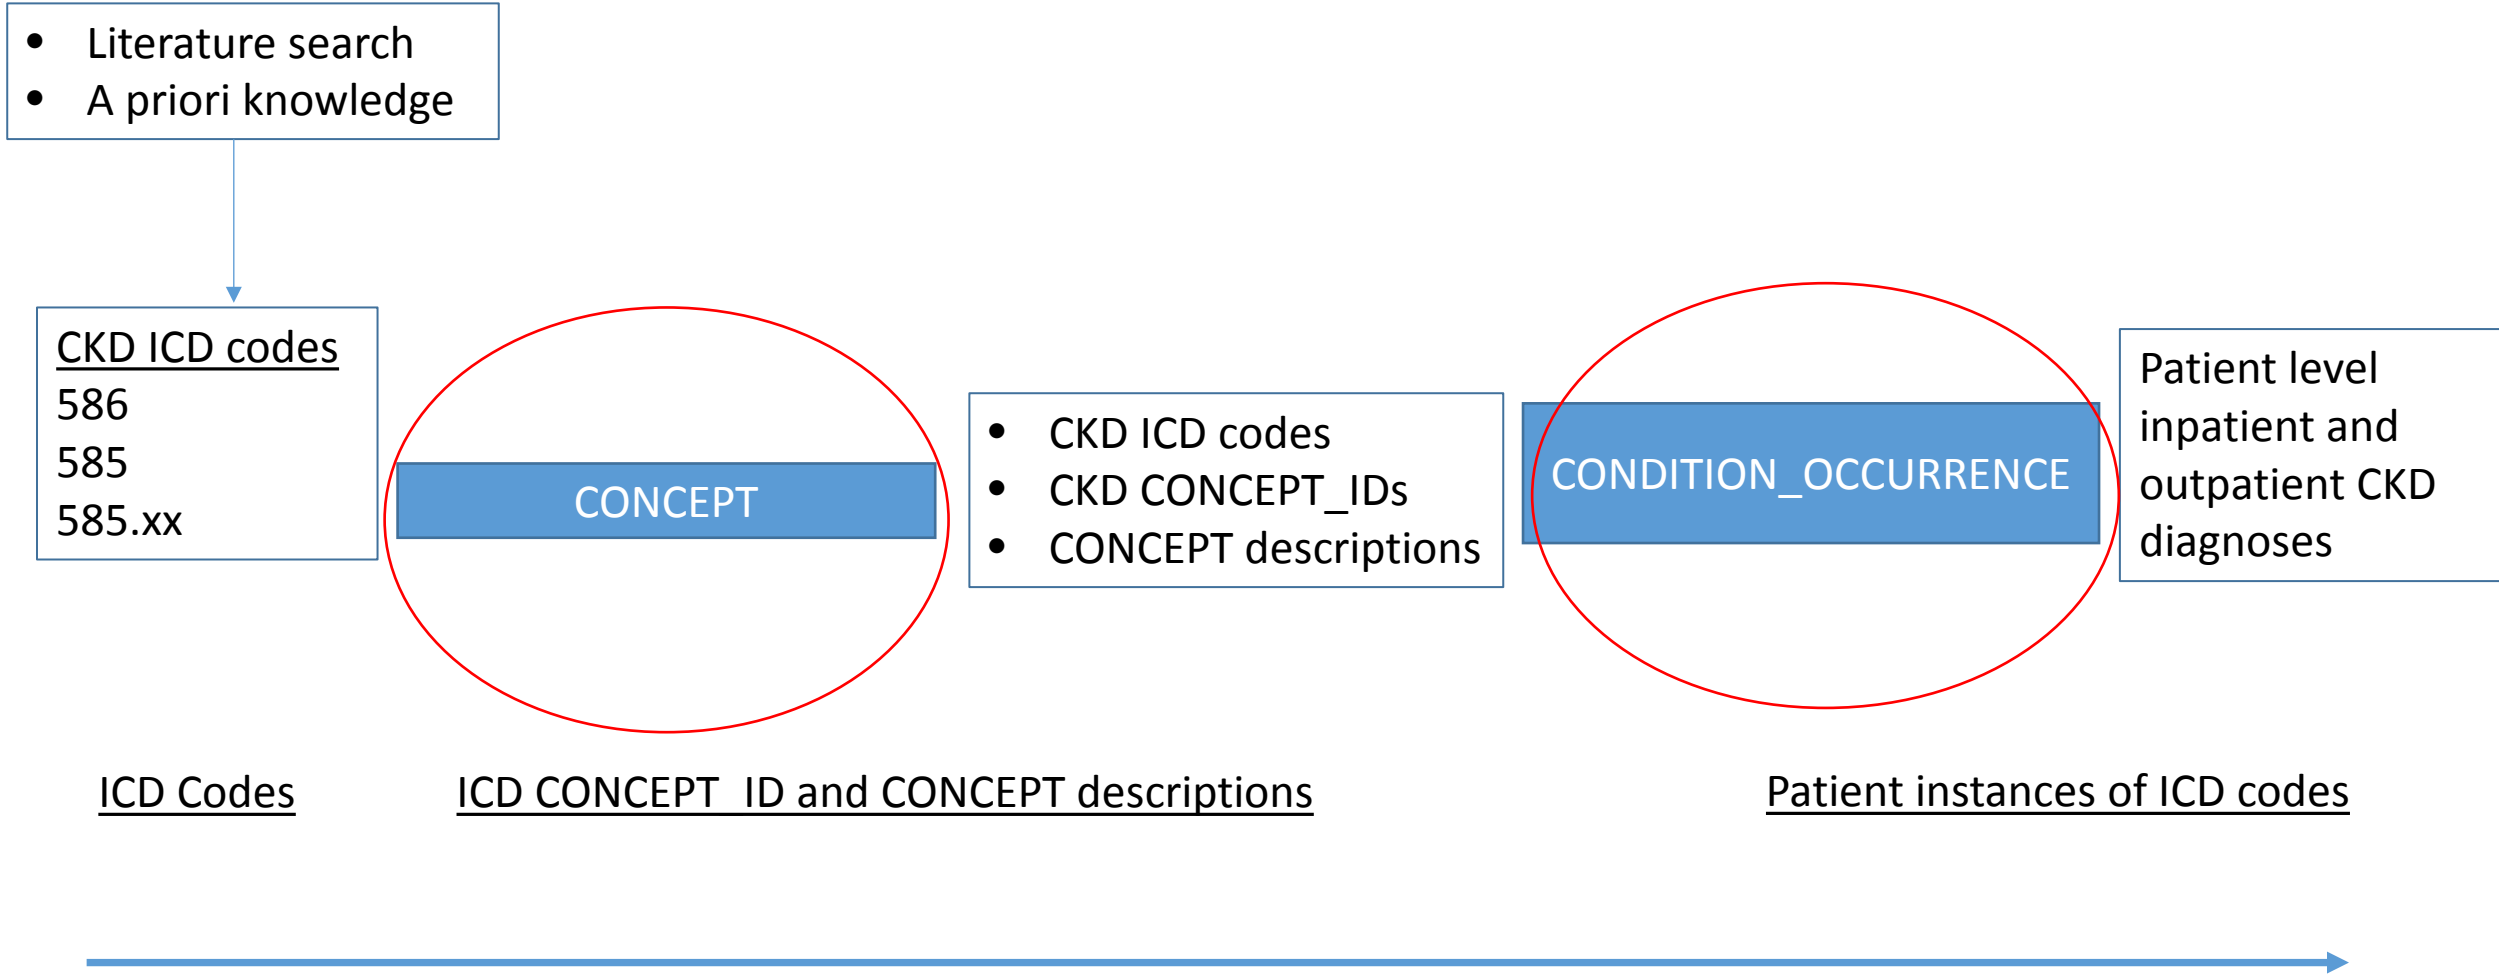 • Literature search
• A priori knowledge
CKD ICD codes
586
585
585.xx
CONCEPT
• CKD ICD codes
• CKD CONCEPT_IDs
• CONCEPT descriptions
CONDITION_OCCURRENCE
Patient level
inpatient and
outpatient CKD
diagnoses
ICD Codes
ICD CONCEPT_ID and CONCEPT descriptions
Patient instances of ICD codes